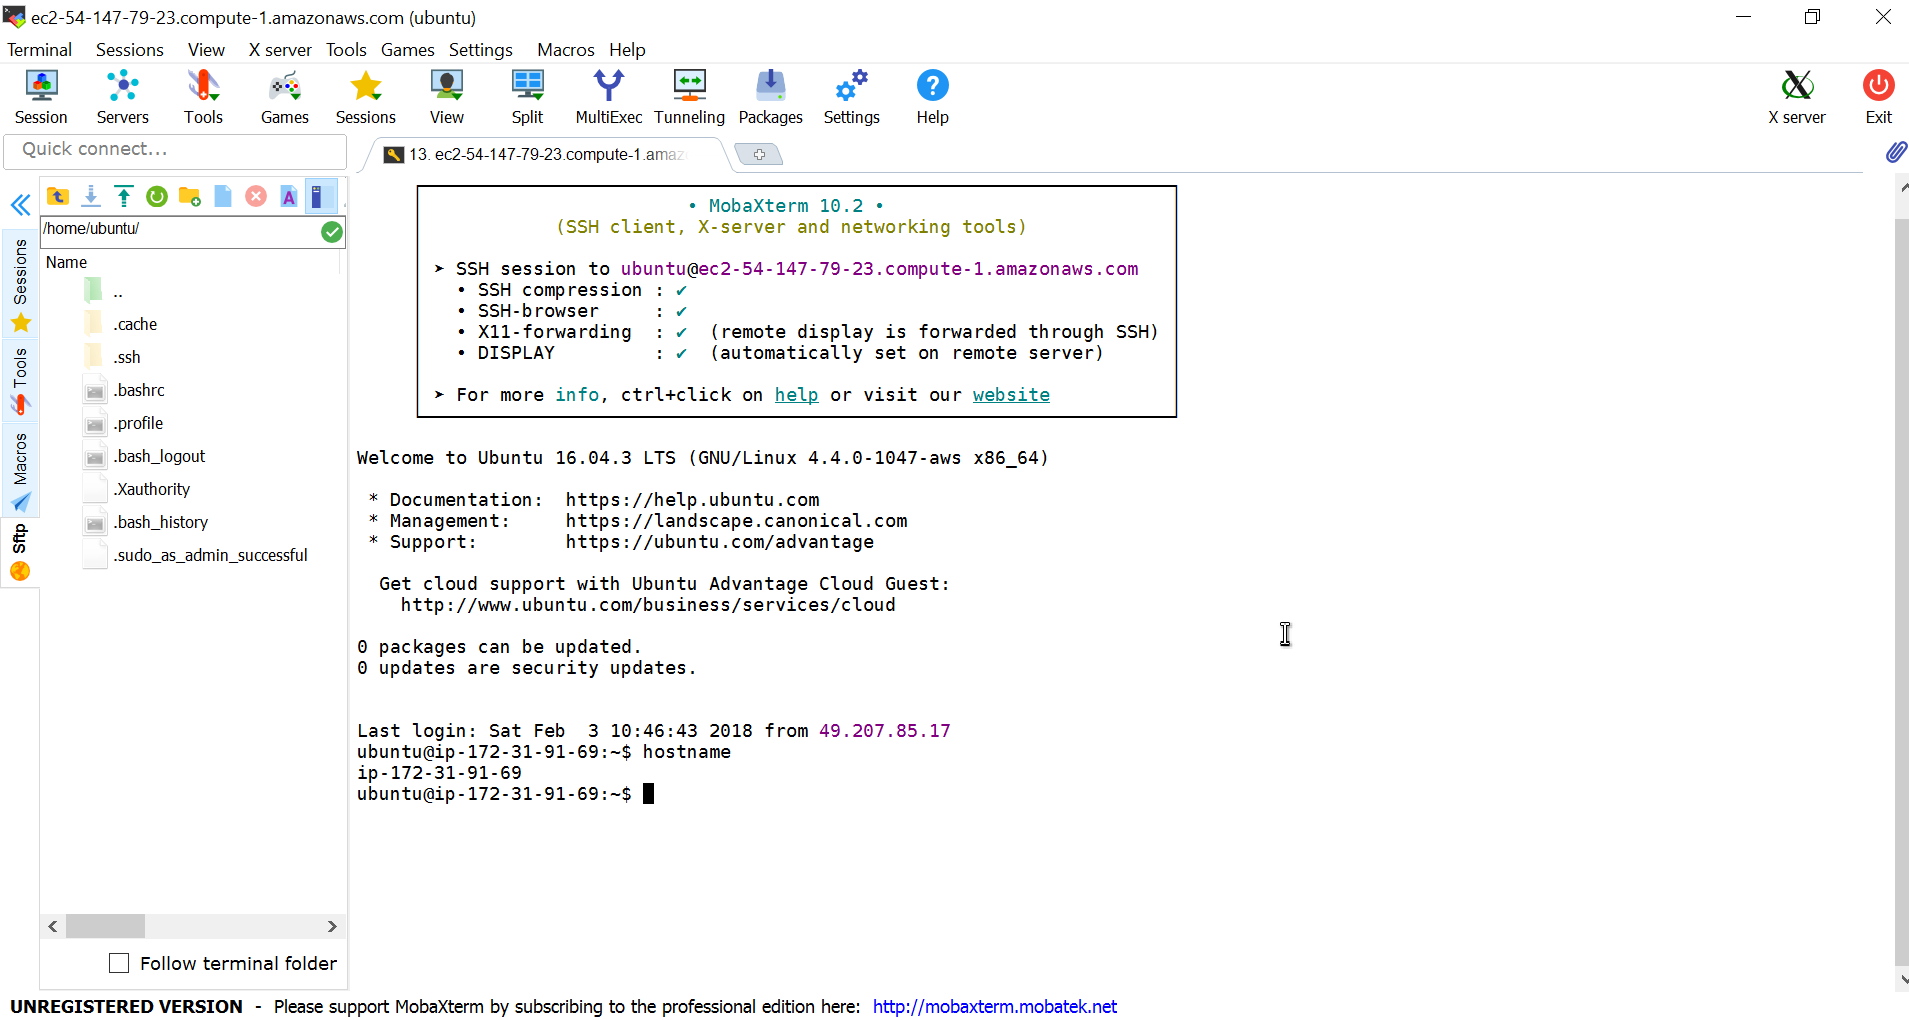 ec2-54-147-79-23.compute-1.amazonaws.com (ubuntu)
Terminal Sessions View X server Tools Games Settings Macros Help
Session Servers Tools Games Sessions View Split MultiExec Tunneling Packages Settings Help X server Exit
Quick connect...
13. ec2-54-147-79-23.compute-1.amaz
/home/ubuntu/
Name
..
.cache
.ssh
.bashrc
.profile
.bash_logout
.Xauthority
.bash_history
.sudo_as_admin_successful
Follow terminal folder
Sessions
Tools
Macros
Sftp
• MobaXterm 10.2 •
(SSH client, X-server and networking tools)
➤ SSH session to ubuntu@ec2-54-147-79-23.compute-1.amazonaws.com
• SSH compression : ✔
• SSH-browser : ✔
• X11-forwarding : ✔ (remote display is forwarded through SSH)
• DISPLAY : ✔ (automatically set on remote server)
➤ For more info, ctrl+click on help or visit our website
Welcome to Ubuntu 16.04.3 LTS (GNU/Linux 4.4.0-1047-aws x86_64)
* Documentation: https://help.ubuntu.com
* Management: https://landscape.canonical.com
* Support: https://ubuntu.com/advantage
Get cloud support with Ubuntu Advantage Cloud Guest:
http://www.ubuntu.com/business/services/cloud
0 packages can be updated.
0 updates are security updates.
Last login: Sat Feb 3 10:46:43 2018 from 49.207.85.17
ubuntu@ip-172-31-91-69:~$ hostname
ip-172-31-91-69
ubuntu@ip-172-31-91-69:~$
UNREGISTERED VERSION - Please support MobaXterm by subscribing to the professional edition here: http://mobaxterm.mobatek.net